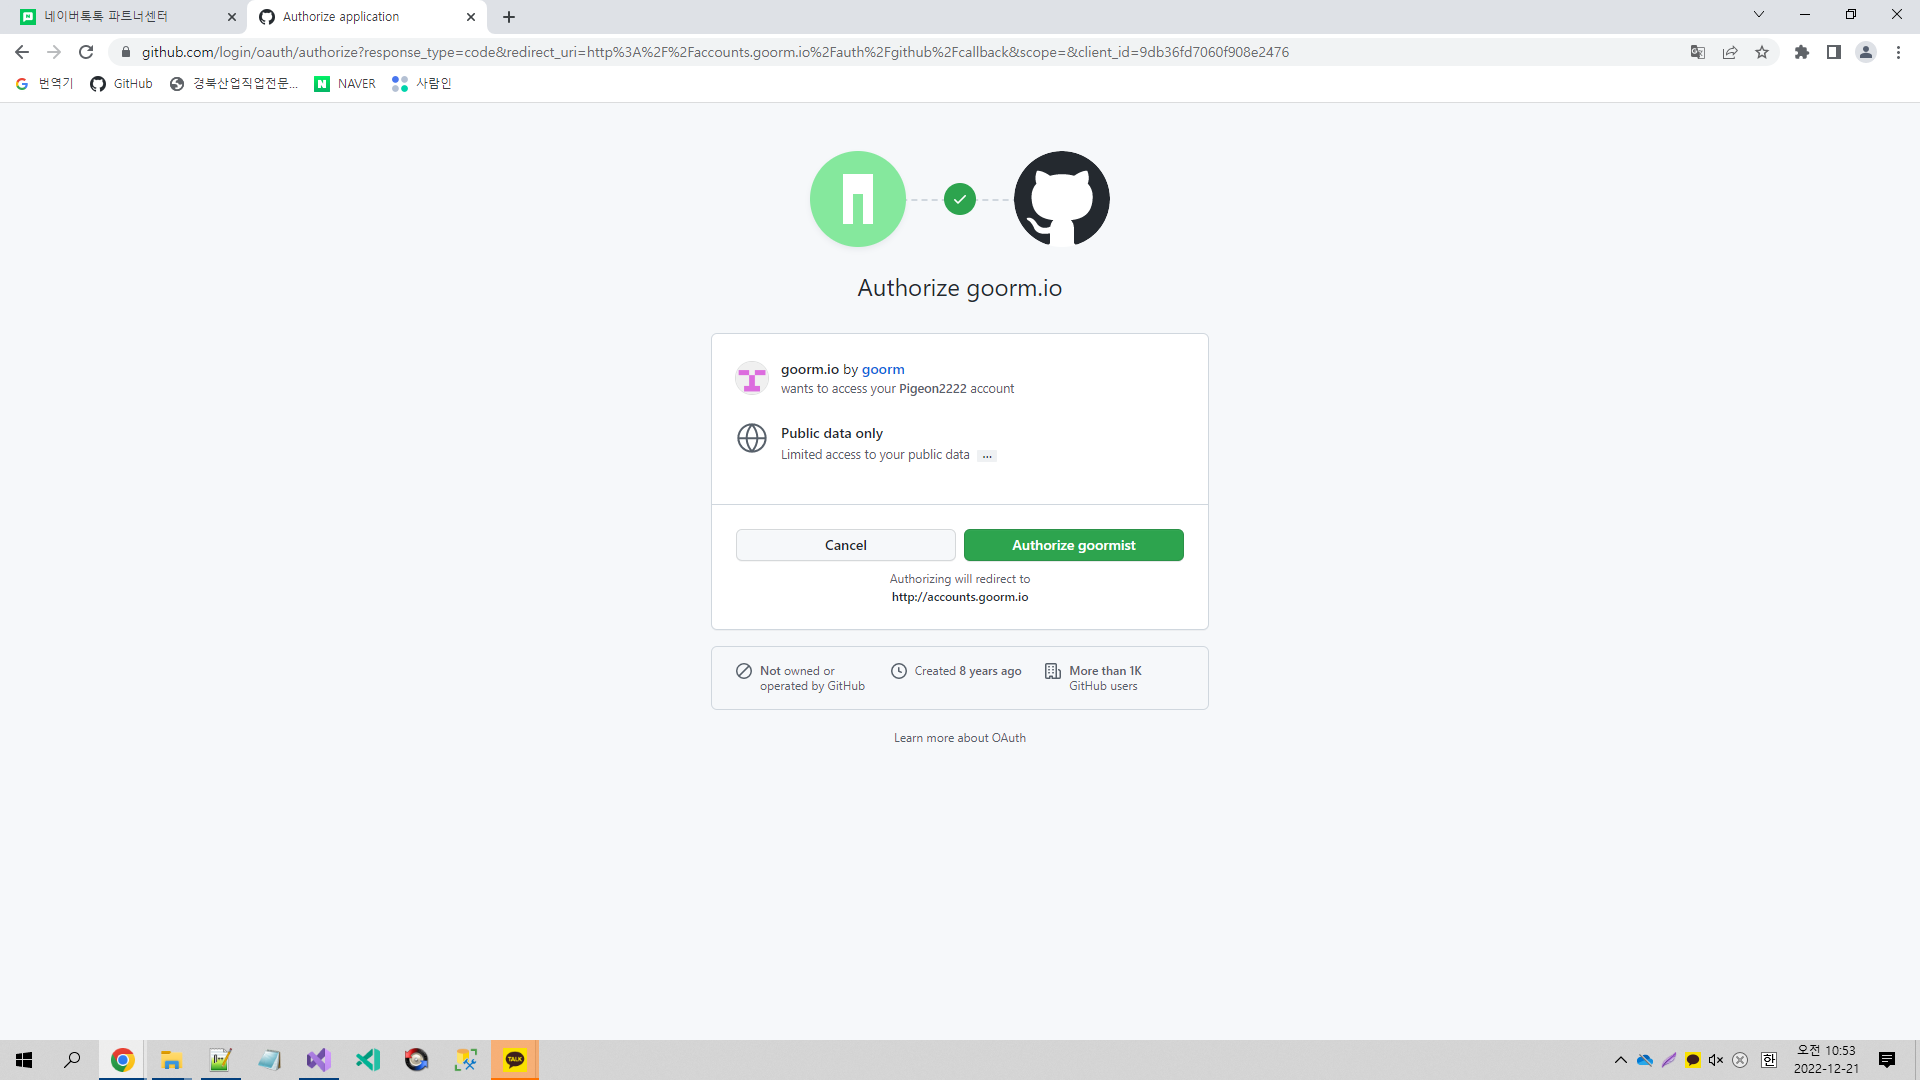 네이버톡톡 파트너센터
Authorize application
github.com/login/oauth/authorize?response_type=code&redirect_uri=http%3A%2F%2Faccounts.goorm.io%2Fauth%2Fgithub%2Fcallback&scope=&client_id=9db36fd7060f908e2476
번역기
GitHub
경북산업직업전문...
NAVER
사람인
Authorize goorm.io
goorm.io by goorm
wants to access your Pigeon2222 account
Public data only
Limited access to your public data ...
Cancel
Authorize goormist
Authorizing will redirect to
http://accounts.goorm.io
Not owned or
operated by GitHub
Created 8 years ago
More than 1K
GitHub users
Learn more about OAuth
TALK
한
오전 10:53
2022-12-21